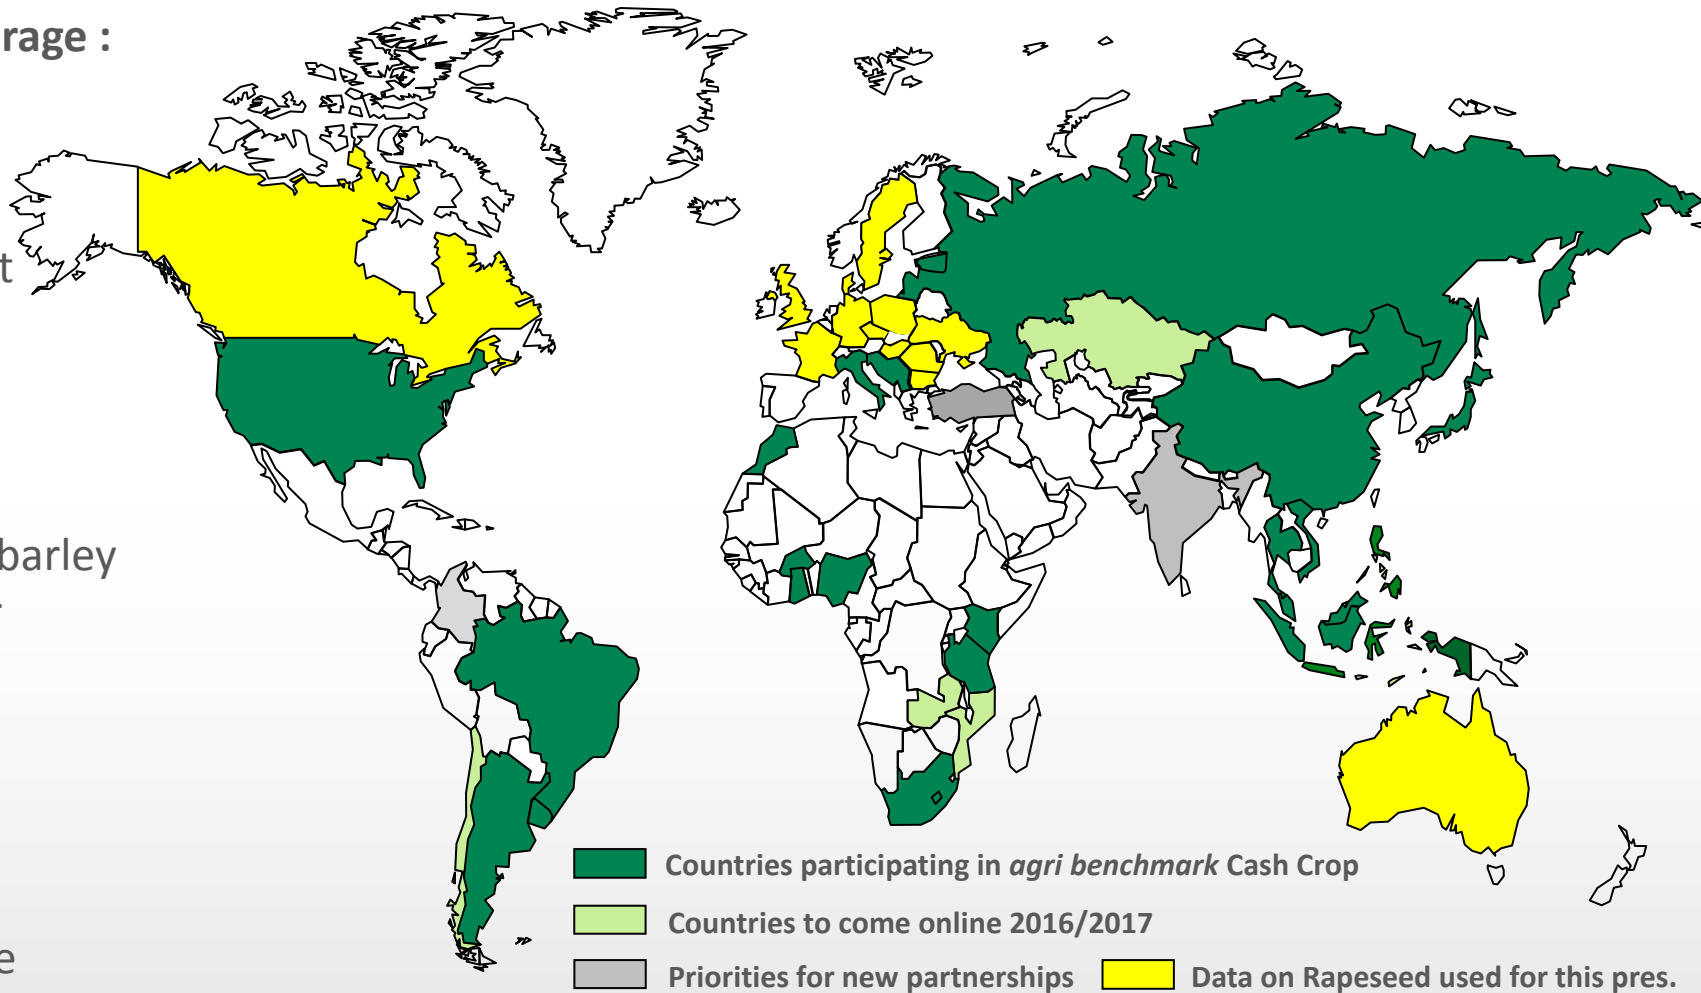 rage :
t
barley
Countries participating in agri benchmark Cash Crop
Countries to come online 2016/2017
e
Priorities for new partnerships
Data on Rapeseed used for this pres.